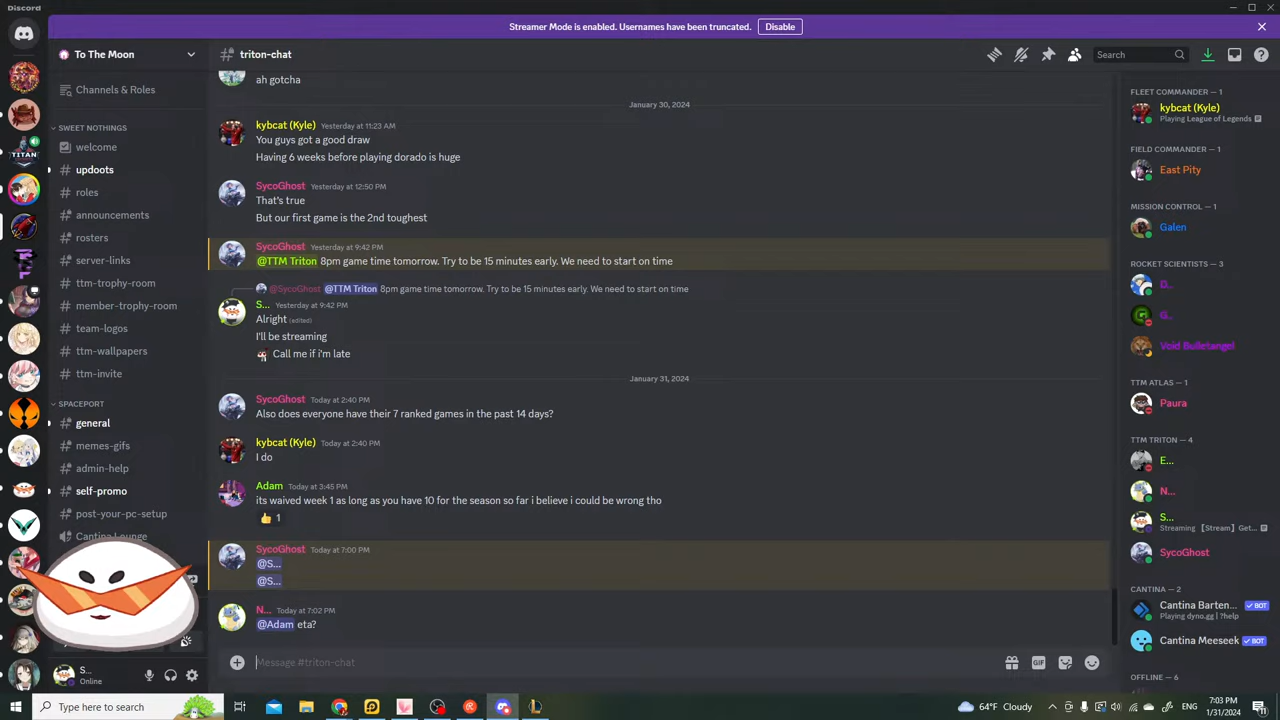 Discord
Streamer Mode is enabled. Usernames have been truncated.
Disable
To The Moon
triton-chat
Search
Channels & Roles
SWEET NOTHINGS
welcome
updoots
roles
announcements
rosters
server-links
ttm-trophy-room
member-trophy-room
team-logos
ttm-wallpapers
ttm-invite
SPACEPORT
general
memes-gifs
admin-help
self-promo
post-your-pc-setup
Cantina Lounge
S...
Online
ah gotcha
January 30, 2024
kybcat (Kyle) Yesterday at 11:23 AM
You guys got a good draw
Having 6 weeks before playing dorado is huge
SycoGhost Yesterday at 12:50 PM
That's true
But our first game is the 2nd toughest
SycoGhost Yesterday at 9:42 PM
@TTM Triton 8pm game time tomorrow. Try to be 15 minutes early. We need to start on time
@SycoGhost @TTM Triton 8pm game time tomorrow. Try to be 15 minutes early. We need to start on time
S... Yesterday at 9:42 PM
Alright (edited)
I'll be streaming
Call me if i'm late
January 31, 2024
SycoGhost Today at 2:40 PM
Also does everyone have their 7 ranked games in the past 14 days?
kybcat (Kyle) Today at 2:40 PM
I do
Adam Today at 3:45 PM
its waived week 1 as long as you have 10 for the season so far i believe i could be wrong tho
1
SycoGhost Today at 7:00 PM
@S...
@S...
N... Today at 7:02 PM
@Adam eta?
Message #triton-chat
GIF
FLEET COMMANDER — 1
kybcat (Kyle)
Playing League of Legends
FIELD COMMANDER — 1
East Pity
MISSION CONTROL — 1
Galen
ROCKET SCIENTISTS — 3
D...
G...
Void Bulletangel
TTM ATLAS — 1
Paura
TTM TRITON — 4
E...
N...
S...
Streaming 【Stream】Get...
SycoGhost
CANTINA — 2
Cantina Barten... BOT
Playing dyno.gg | ?help
Cantina Meeseek BOT
OFFLINE — 6
Type here to search
64°F Cloudy
ENG
7:03 PM
1/31/2024